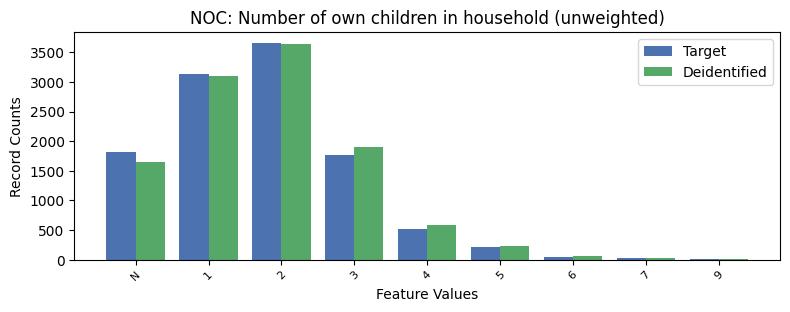 NOC: Number of own children in household (unweighted)
Target
Deidentified
Record Counts
3500
3000
2500
2000
1500
1000
500
0
N 1 2 3 4 5 6 7 9
Feature Values